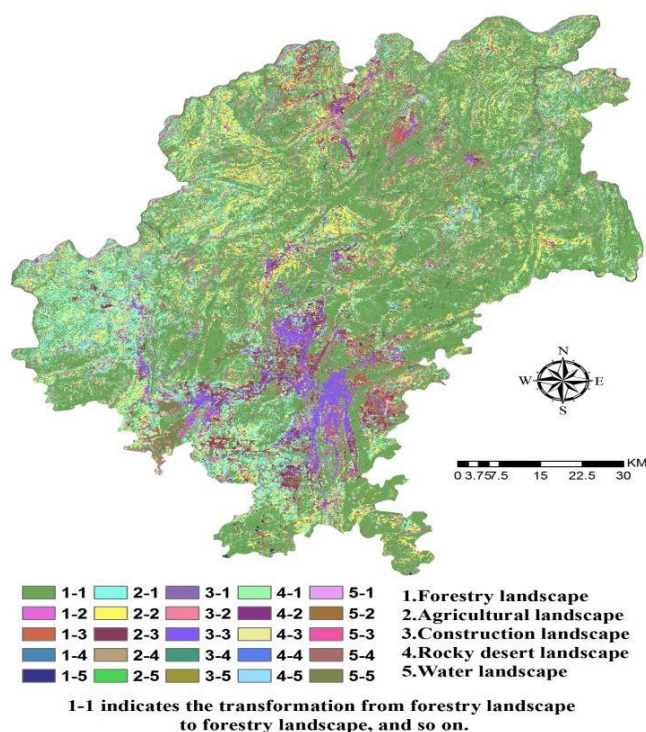 N
W E
S
KM
0 3.757.5 15 22.5 30
1-1 2-1 3-1 4-1 5-1
1-2 2-2 3-2 4-2 5-2
1-3 2-3 3-3 4-3 5-3
1-4 2-4 3-4 4-4 5-4
1-5 2-5 3-5 4-5 5-5
1.Forestry landscape
2.Agricultural landscape
3.Construction landscape
4.Rocky desert landscape
5.Water landscape
1-1 indicates the transformation from forestry landscape
to forestry landscape, and so on.